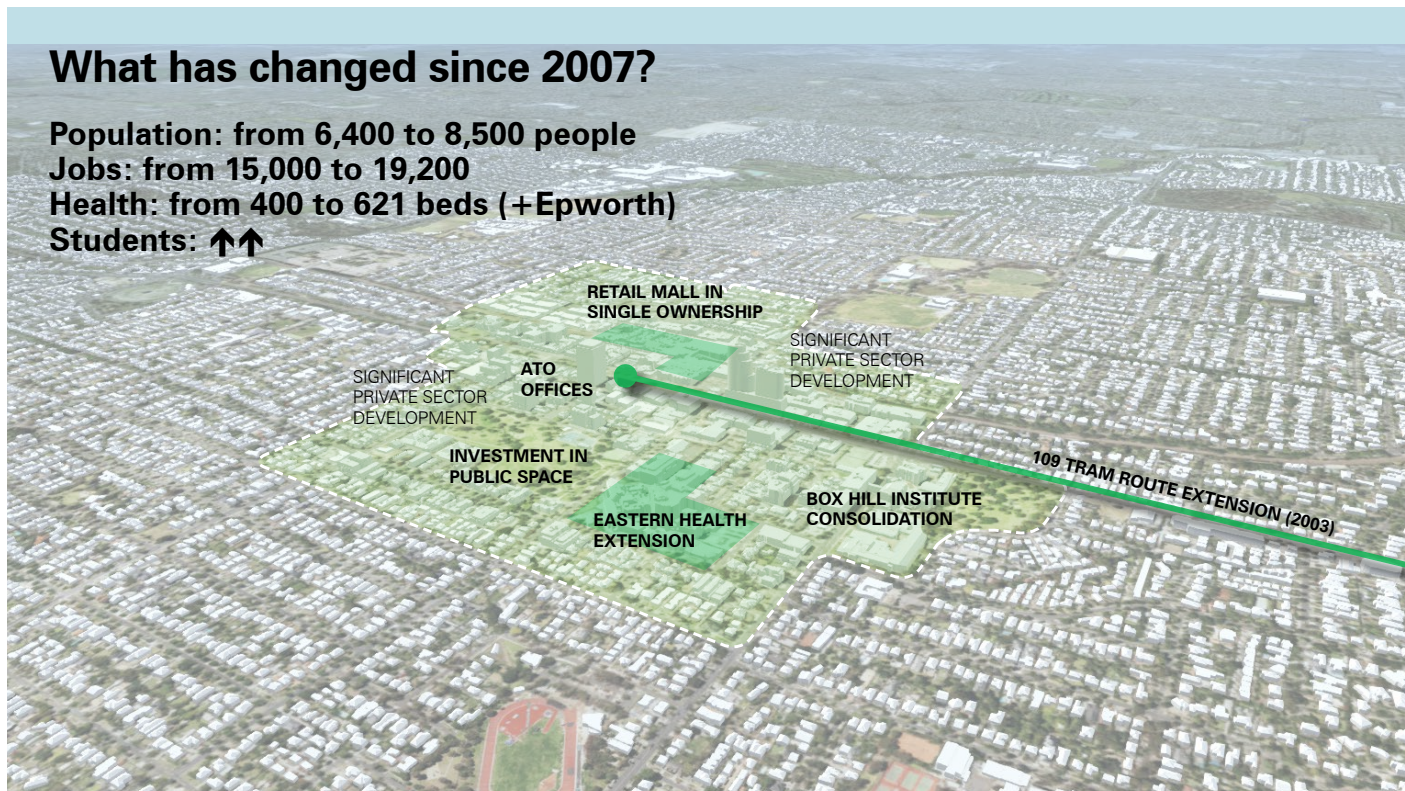 What has changed since 2007?
Population: from 6,400 to 8,500 people
Jobs: from 15,000 to 19,200
Health: from 400 to 621 beds (+Epworth)
Students: ↑↑
RETAIL MALL IN
SINGLE OWNERSHIP
SIGNIFICANT
PRIVATE SECTOR
DEVELOPMENT
ATO
OFFICES
SIGNIFICANT
PRIVATE SECTOR
DEVELOPMENT
INVESTMENT IN
PUBLIC SPACE
109 TRAM ROUTE EXTENSION (2003)
BOX HILL INSTITUTE
CONSOLIDATION
EASTERN HEALTH
EXTENSION